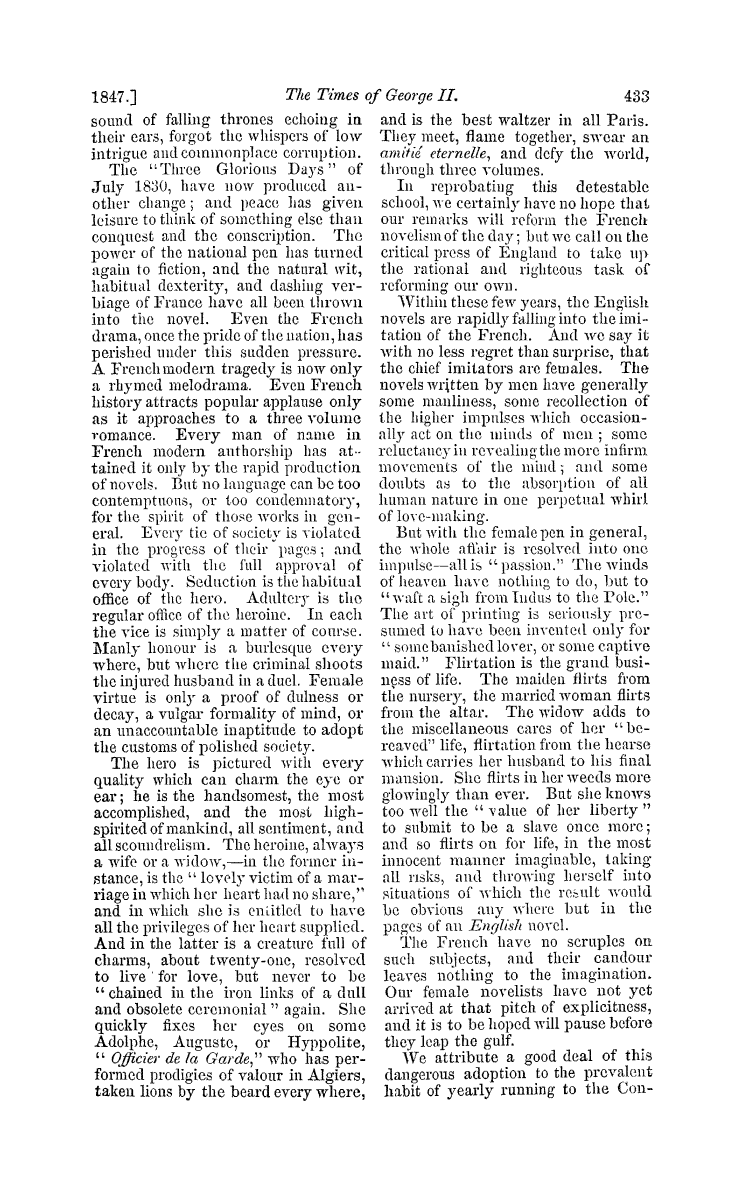 1847.] The Times of George II. 433
sound of falling thrones echoing in
their ears, forgot the whispers of low
intrigue and commonplace corruption.
The "Three Glorious Days" of
July 1830, have now produced an-
other change; and peace has given
leisure to think of something else than
conquest and the conscription. The
power of the national pen has turned
again to fiction, and the natural wit,
habitual dexterity, and dashing ver-
biage of France have all been thrown
into the novel. Even the French
drama, once the pride of the nation, has
perished under this sudden pressure.
A French modern tragedy is now only
a rhymed melodrama. Even French
history attracts popular applause only
as it approaches to a three volume
romance. Every man of name in
French modern authorship has at-
tained it only by the rapid production
of novels. But no language can be too
contemptuous, or too condemnatory,
for the spirit of those works in gen-
eral. Every tie of society is violated
in the progress of their pages; and
violated with the full approval of
every body. Seduction is the habitual
office of the hero. Adultery is the
regular office of the heroine. In each
the vice is simply a matter of course.
Manly honour is a burlesque every
where, but where the criminal shoots
the injured husband in a duel. Female
virtue is only a proof of dulness or
decay, a vulgar formality of mind, or
an unaccountable inaptitude to adopt
the customs of polished society.
The hero is pictured with every
quality which can charm the eye or
ear; he is the handsomest, the most
accomplished, and the most high-
spirited of mankind, all sentiment, and
all scoundrelism. The heroine, always
a wife or a widow,—in the former in-
stance, is the "lovely victim of a mar-
riage in which her heart had no share,"
and in which she is entitled to have
all the privileges of her heart supplied.
And in the latter is a creature full of
charms, about twenty-one, resolved
to live for love, but never to be
"chained in the iron links of a dull
and obsolete ceremonial" again. She
quickly fixes her eyes on some
Adolphe, Auguste, or Hyppolite,
"Officier de la Garde," who has per-
formed prodigies of valour in Algiers,
taken lions by the beard every where,
and is the best waltzer in all Paris.
They meet, flame together, swear an
amitié eternelle, and defy the world,
through three volumes.
In reprobating this detestable
school, we certainly have no hope that
our remarks will reform the French
novelism of the day; but we call on the
critical press of England to take up
the rational and righteous task of
reforming our own.
Within these few years, the English
novels are rapidly falling into the imi-
tation of the French. And we say it
with no less regret than surprise, that
the chief imitators are females. The
novels written by men have generally
some manliness, some recollection of
the higher impulses which occasion-
ally act on the minds of men; some
reluctancy in revealing the more infirm
movements of the mind; and some
doubts as to the absorption of all
human nature in one perpetual whirl
of love-making.
But with the female pen in general,
the whole affair is resolved into one
impulse—all is "passion." The winds
of heaven have nothing to do, but to
"waft a sigh from Indus to the Pole."
The art of printing is seriously pre-
sumed to have been invented only for
"some banished lover, or some captive
maid." Flirtation is the grand busi-
ness of life. The maiden flirts from
the nursery, the married woman flirts
from the altar. The widow adds to
the miscellaneous cares of her "be-
reaved" life, flirtation from the hearse
which carries her husband to his final
mansion. She flirts in her weeds more
glowingly than ever. But she knows
too well the "value of her liberty"
to submit to be a slave once more;
and so flirts on for life, in the most
innocent manner imaginable, taking
all risks, and throwing herself into
situations of which the result would
be obvious any where but in the
pages of an English novel.
The French have no scruples on
such subjects, and their candour
leaves nothing to the imagination.
Our female novelists have not yet
arrived at that pitch of explicitness,
and it is to be hoped will pause before
they leap the gulf.
We attribute a good deal of this
dangerous adoption to the prevalent
habit of yearly running to the Con-